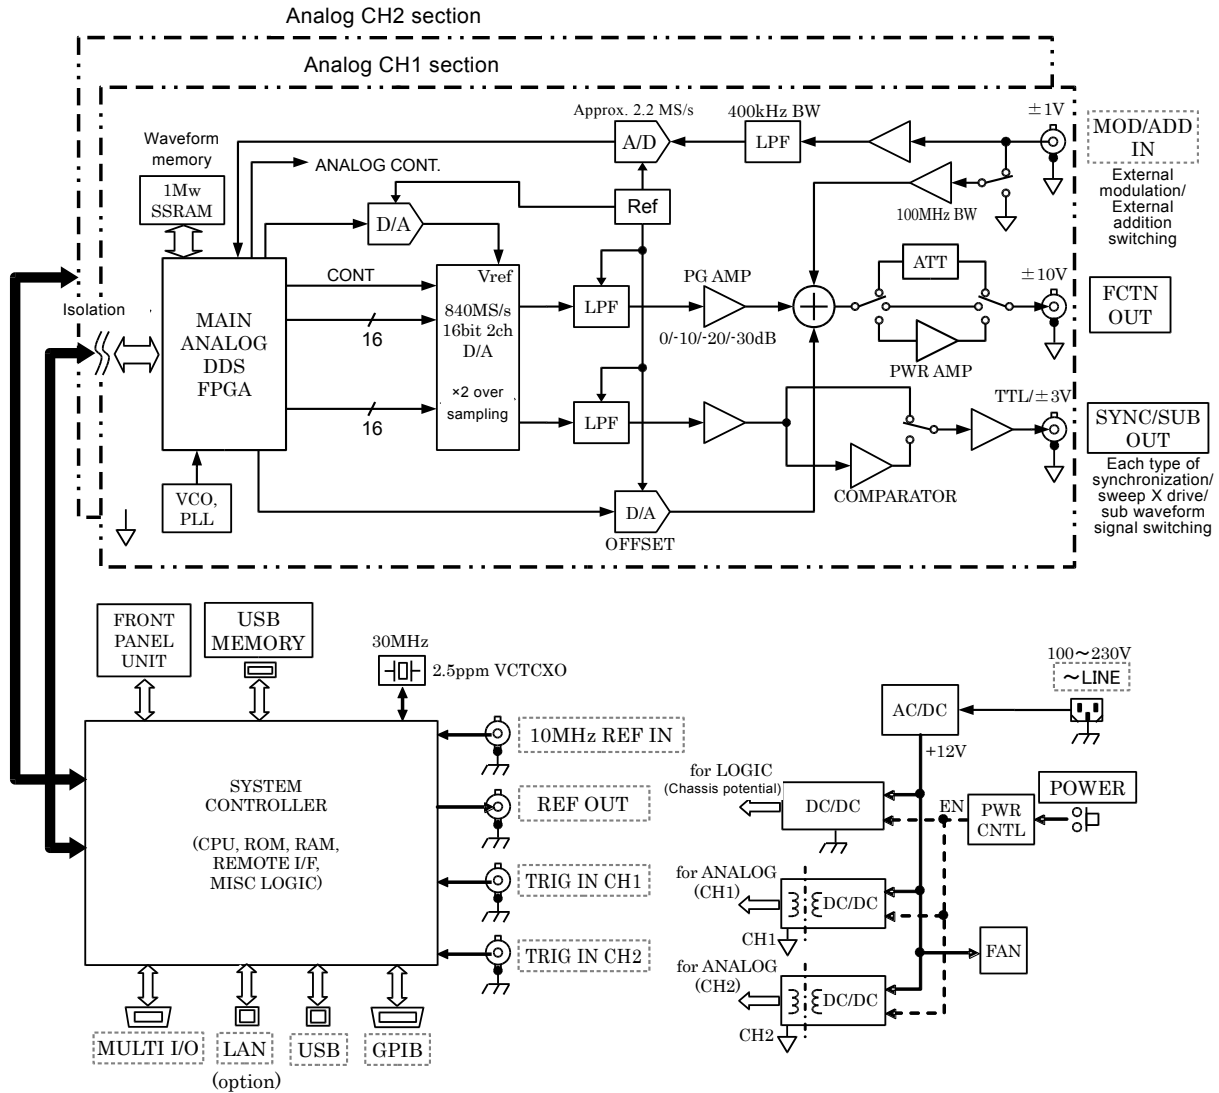 Analog CH2 section
Analog CH1 section
Approx. 2.2 MS/s
400kHz BW
±1V
Waveform
memory
A/D
LPF
MOD/ADD
IN
ANALOG CONT.
1Mw
SSRAM
D/A
Ref
100MHz BW
External
modulation/
External
addition
switching
Isolation
CONT
Vref
840MS/s
16bit 2ch
D/A
×2 over
sampling
LPF
PG AMP
0/-10/-20/-30dB
ATT
PWR AMP
±10V
FCTN
OUT
MAIN
ANALOG
DDS
FPGA
16
16
LPF
COMPARATOR
TTL/±3V
SYNC/SUB
OUT
Each type of
synchronization/
sweep X drive/
sub waveform
signal switching
VCO,
PLL
D/A
OFFSET
FRONT
PANEL
UNIT
USB
MEMORY
30MHz
2.5ppm VCTCXO
100~230V
~LINE
AC/DC
+12V
10MHz REF IN
REF OUT
TRIG IN CH1
TRIG IN CH2
SYSTEM
CONTROLLER
(CPU, ROM, RAM,
REMOTE I/F,
MISC LOGIC)
for LOGIC
(Chassis potential)
DC/DC
EN
PWR
CNTL
POWER
for ANALOG
(CH1)
DC/DC
CH1
FAN
for ANALOG
(CH2)
DC/DC
CH2
MULTI I/O
LAN
(option)
USB
GPIB